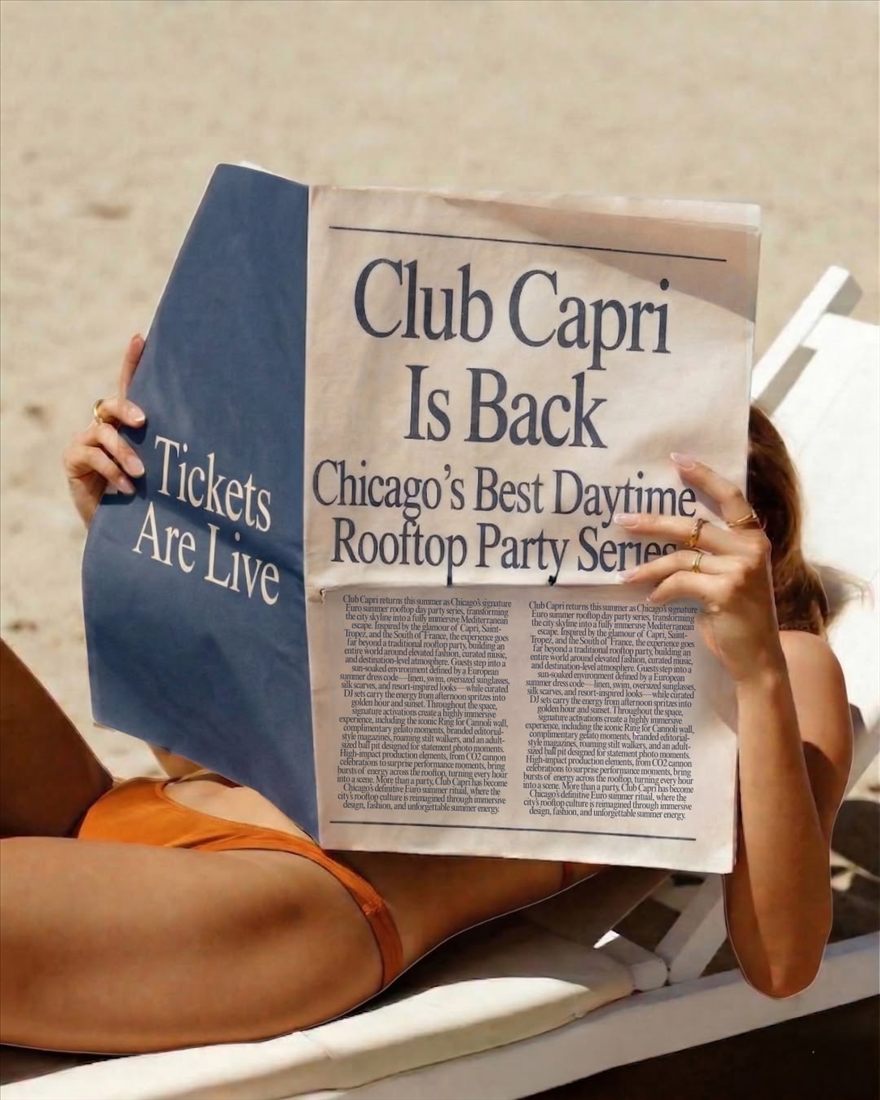 Tickets
Are Live
Club Capri
Is Back
Chicago's Best Daytime
Rooftop Party Series
Club Capri returns this summer as Chicago's signature
Euro summer rooftop day party series, transforming
the city skyline into a fully immersive Mediterranean
escape. Inspired by the glamour of Capri, Saint-
Tropez, and the South of France, the experience goes
far beyond a traditional rooftop party, building an
entire world around elevated fashion, curated music,
and destination-level atmosphere. Guests step into a
sun-soaked environment defined by a European
summer dress code—linen, swim, oversized sunglasses,
silk scarves, and resort-inspired looks—while curated
DJ sets carry the energy from afternoon spritzes into
golden hour and sunset. Throughout the space,
signature activations create a highly immersive
experience, including the iconic Ring for Cannoli wall,
complimentary gelato moments, branded editorial-
style magazines, roaming stilt walkers, and an adult-
sized ball pit designed for statement photo moments.
High-impact production elements, from CO2 cannon
celebrations to surprise performance moments, bring
bursts of energy across the rooftop, turning every hour
into a scene. More than a party, Club Capri has become
Chicago's definitive Euro summer ritual, where the
city's rooftop culture is reimagined through immersive
design, fashion, and unforgettable summer energy.
Club Capri returns this summer as Chicago's signature
Euro summer rooftop day party series, transforming
the city skyline into a fully immersive Mediterranean
escape. Inspired by the glamour of Capri, Saint-
Tropez, and the South of France, the experience goes
far beyond a traditional rooftop party, building an
entire world around elevated fashion, curated music,
and destination-level atmosphere. Guests step into a
sun-soaked environment defined by a European
summer dress code—linen, swim, oversized sunglasses,
silk scarves, and resort-inspired looks—while curated
DJ sets carry the energy from afternoon spritzes into
golden hour and sunset. Throughout the space,
signature activations create a highly immersive
experience, including the iconic Ring for Cannoli wall,
complimentary gelato moments, branded editorial-
style magazines, roaming stilt walkers, and an adult-
sized ball pit designed for statement photo moments.
High-impact production elements, from CO2 cannon
celebrations to surprise performance moments, bring
bursts of energy across the rooftop, turning every hour
into a scene. More than a party, Club Capri has become
Chicago's definitive Euro summer ritual, where the
city's rooftop culture is reimagined through immersive
design, fashion, and unforgettable summer energy.